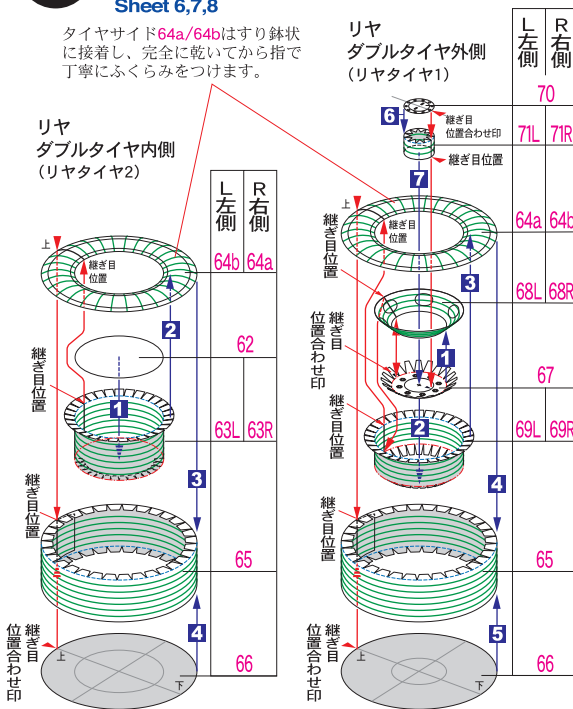 Sheet 6,7,8
タイヤサイド64a/64bはすり鉢状
に接着し、完全に乾いてから指で
丁寧にふくらみをつけます。
リヤ
ダブルタイヤ内側
(リヤタイヤ2)
L左側
R右側
上
継ぎ目
位置
64b 64a
2
62
継ぎ目位置
1
63L 63R
3
継ぎ目位置
65
4
継ぎ目
位置合わせ印
上
下
66
リヤ
ダブルタイヤ外側
(リヤタイヤ1)
L左側
R右側
70
6
継ぎ目
位置合わせ印
71L 71R
継ぎ目位置
7
上
継ぎ目
位置
64a 64b
継ぎ目位置
3
68L 68R
継ぎ目
位置合わせ印
1
67
継ぎ目位置
2
69L 69R
4
継ぎ目位置
65
5
継ぎ目
位置合わせ印
上
下
66